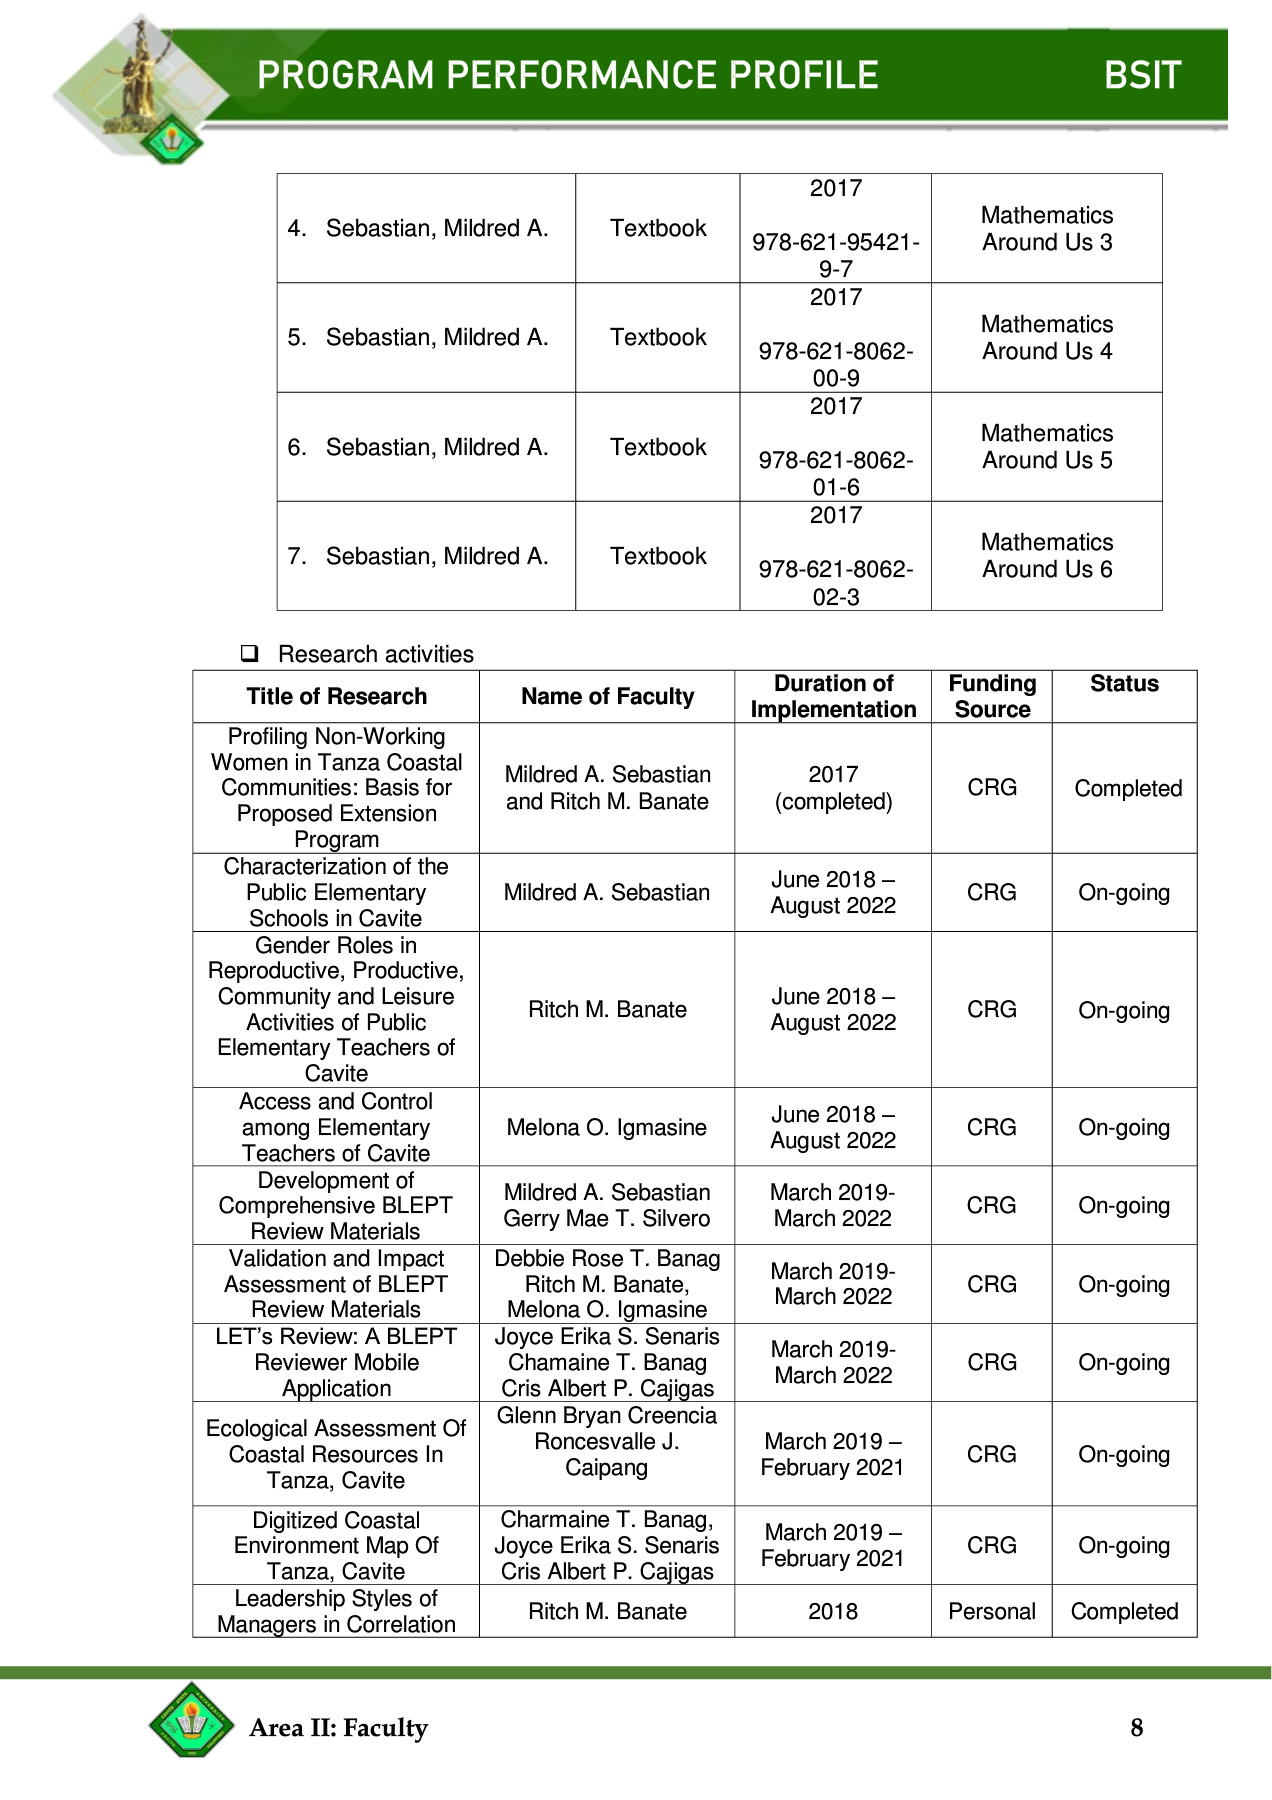 PROGRAM PERFORMANCE PROFILE BSIT
4. Sebastian, Mildred A.
Textbook
2017
978-621-95421-
9-7
Mathematics
Around Us 3
5. Sebastian, Mildred A.
Textbook
2017
978-621-8062-
00-9
Mathematics
Around Us 4
6. Sebastian, Mildred A.
Textbook
2017
978-621-8062-
01-6
Mathematics
Around Us 5
7. Sebastian, Mildred A.
Textbook
2017
978-621-8062-
02-3
Mathematics
Around Us 6
❑ Research activities
Title of Research
Name of Faculty
Duration of
Implementation
Funding
Source
Status
Profiling Non-Working
Women in Tanza Coastal
Communities: Basis for
Proposed Extension
Program
Mildred A. Sebastian
and Ritch M. Banate
2017
(completed)
CRG
Completed
Characterization of the
Public Elementary
Schools in Cavite
Mildred A. Sebastian
June 2018 –
August 2022
CRG
On-going
Gender Roles in
Reproductive, Productive,
Community and Leisure
Activities of Public
Elementary Teachers of
Cavite
Ritch M. Banate
June 2018 –
August 2022
CRG
On-going
Access and Control
among Elementary
Teachers of Cavite
Melona O. Igmasine
June 2018 –
August 2022
CRG
On-going
Development of
Comprehensive BLEPT
Review Materials
Mildred A. Sebastian
Gerry Mae T. Silvero
March 2019-
March 2022
CRG
On-going
Validation and Impact
Assessment of BLEPT
Review Materials
Debbie Rose T. Banag
Ritch M. Banate,
Melona O. Igmasine
March 2019-
March 2022
CRG
On-going
LET’s Review: A BLEPT
Reviewer Mobile
Application
Joyce Erika S. Senaris
Chamaine T. Banag
Cris Albert P. Cajigas
March 2019-
March 2022
CRG
On-going
Ecological Assessment Of
Coastal Resources In
Tanza, Cavite
Glenn Bryan Creencia
Roncesvalle J.
Caipang
March 2019 –
February 2021
CRG
On-going
Digitized Coastal
Environment Map Of
Tanza, Cavite
Charmaine T. Banag,
Joyce Erika S. Senaris
Cris Albert P. Cajigas
March 2019 –
February 2021
CRG
On-going
Leadership Styles of
Managers in Correlation
Ritch M. Banate
2018
Personal
Completed
Area II: Faculty 8